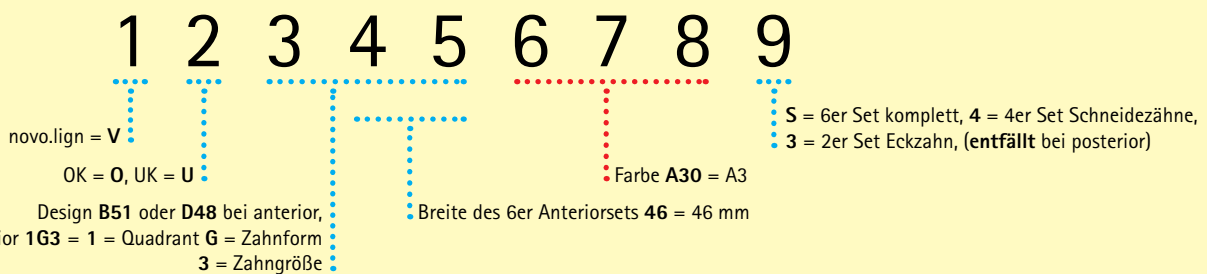 1 2 3 4 5 6 7 8 9
novo.lign = V
S = 6er Set komplett, 4 = 4er Set Schneidezähne,
3 = 2er Set Eckzahn, (entfällt bei posterior)
OK = O, UK = U
Farbe A30 = A3
Design B51 oder D48 bei anterior,
1G3 = 1 = Quadrant G = Zahnform
3 = Zahngröße
Breite des 6er Anteriorsets 46 = 46 mm